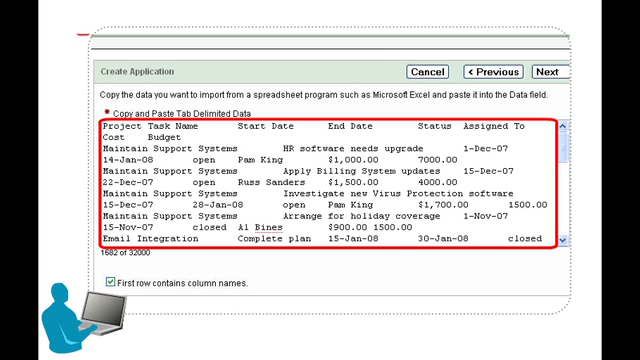 Create Application
Cancel
< Previous
Next
Copy the data you want to import from a spreadsheet program such as Microsoft Excel and paste it into the Data field.
* Copy and Paste Tab Delimited Data
Project Task Name Start Date End Date Status Assigned To
Cost Budget
Maintain Support Systems HR software needs upgrade 1-Dec-07
14-Jan-08 open Pam King $1,000.00 7000.00
Maintain Support Systems Apply Billing System updates 15-Dec-07
22-Dec-07 open Russ Sanders $1,500.00 4000.00
Maintain Support Systems Investigate new Virus Protection software
15-Dec-07 28-Jan-08 open Pam King $1,700.00 1500.00
Maintain Support Systems Arrange for holiday coverage 1-Nov-07
15-Nov-07 closed Al Bines $900.00 1500.00
Email Integration Complete plan 15-Jan-08 30-Jan-08 closed
1682 of 32000
First row contains column names.